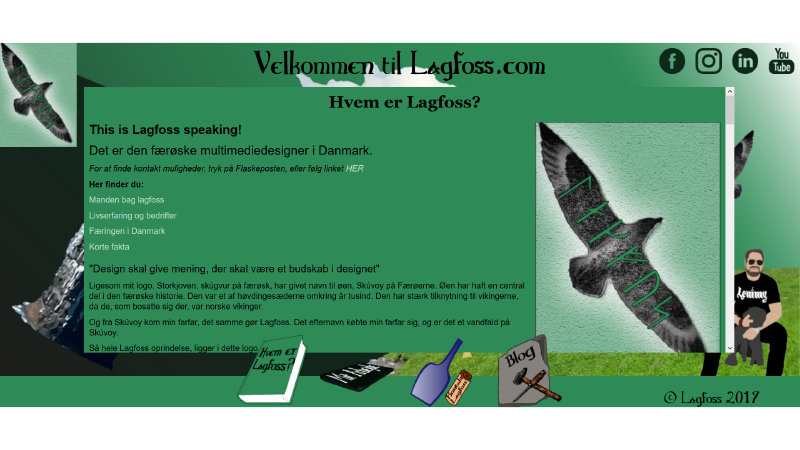 Velkommen til Lagfoss.com
You
Tube
Hvem er Lagfoss?
This is Lagfoss speaking!
Det er den færøske multimediedesigner i Danmark.
For at finde kontakt muligheder, tryk på Flaskeposten, eller følg linket HER
Her finder du:
Manden bag lagfoss
Livserfaring og bedrifter
Færingen i Danmark
Korte fakta
"Design skal give mening, der skal være et budskab i designet"
Ligesom mit logo. Storkjoven, skúgvur på færøsk, har givet navn til øen, Skúvoy på Færøerne. Øen har haft en central
del i den færøske historie. Den var et af høvdingesæderne omkring år tusind. Den har stærk tilknytning til vikingerne,
da de, som bosatte sig der, var norske vikinger.
Og fra Skúvoy kom min farfar, det samme gør Lagfoss. Det efternavn købte min farfar sig, og er det et vandfald på
Skúvoy.
Så hele Lagfoss oprindelse, ligger i dette logo
Hvem er
Lagfoss?
Blog
© Lagfoss 2017